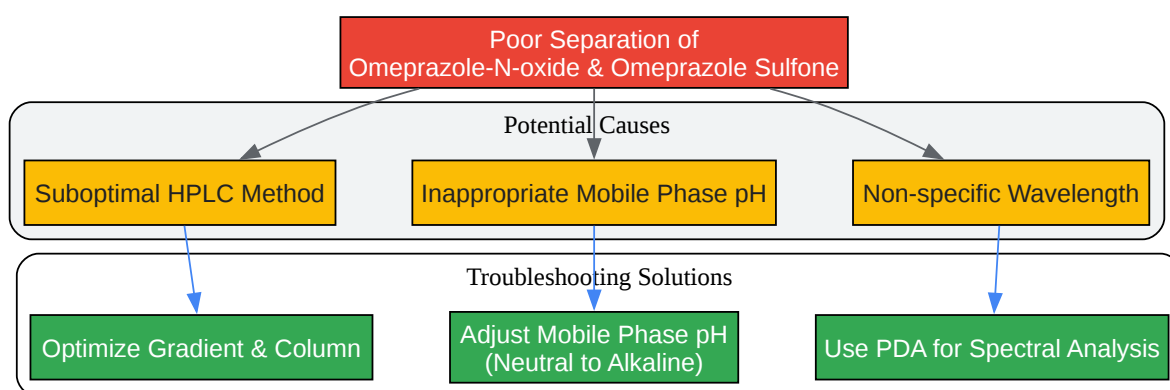 Poor Separation of
Omeprazole-N-oxide & Omeprazole Sulfone
Potential Causes
Suboptimal HPLC Method
Inappropriate Mobile Phase pH
Non-specific Wavelength
Troubleshooting Solutions
Optimize Gradient & Column
Adjust Mobile Phase pH
(Neutral to Alkaline)
Use PDA for Spectral Analysis